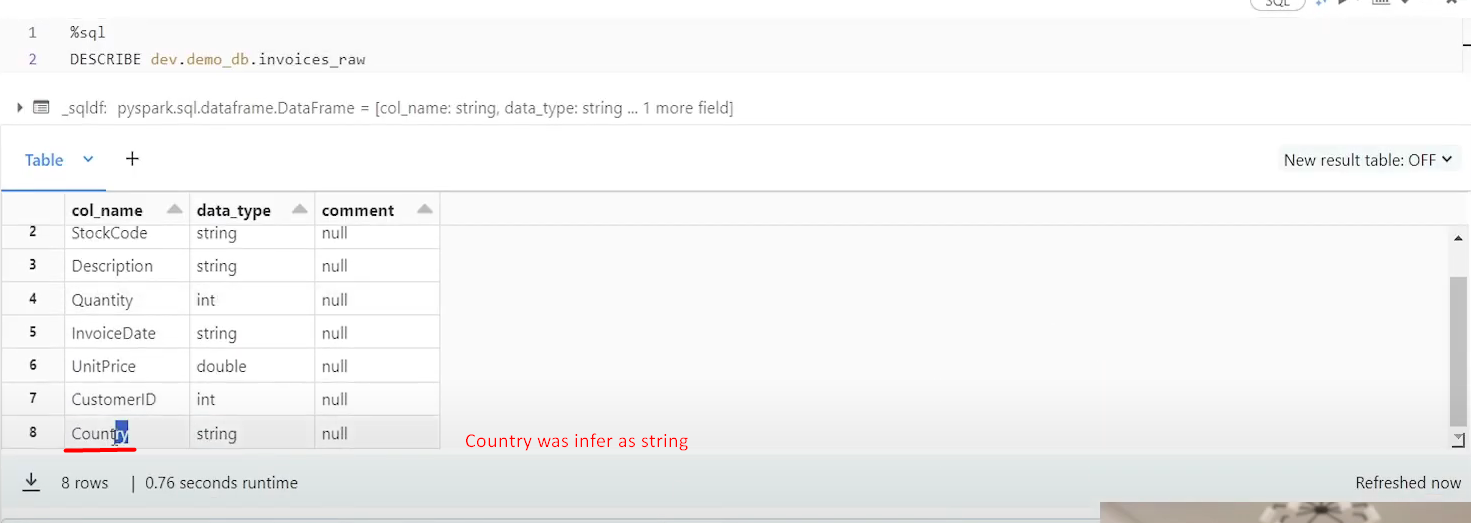 SQL
1 %sql
2 DESCRIBE dev.demo_db.invoices_raw
_sqldf: pyspark.sql.dataframe.DataFrame = [col_name: string, data_type: string ... 1 more field]
Table +
New result table: OFF
col_name data_type comment
2 StockCode string null
3 Description string null
4 Quantity int null
5 InvoiceDate string null
6 UnitPrice double null
7 CustomerID int null
8 Country string null
Country was infer as string
8 rows | 0.76 seconds runtime
Refreshed now